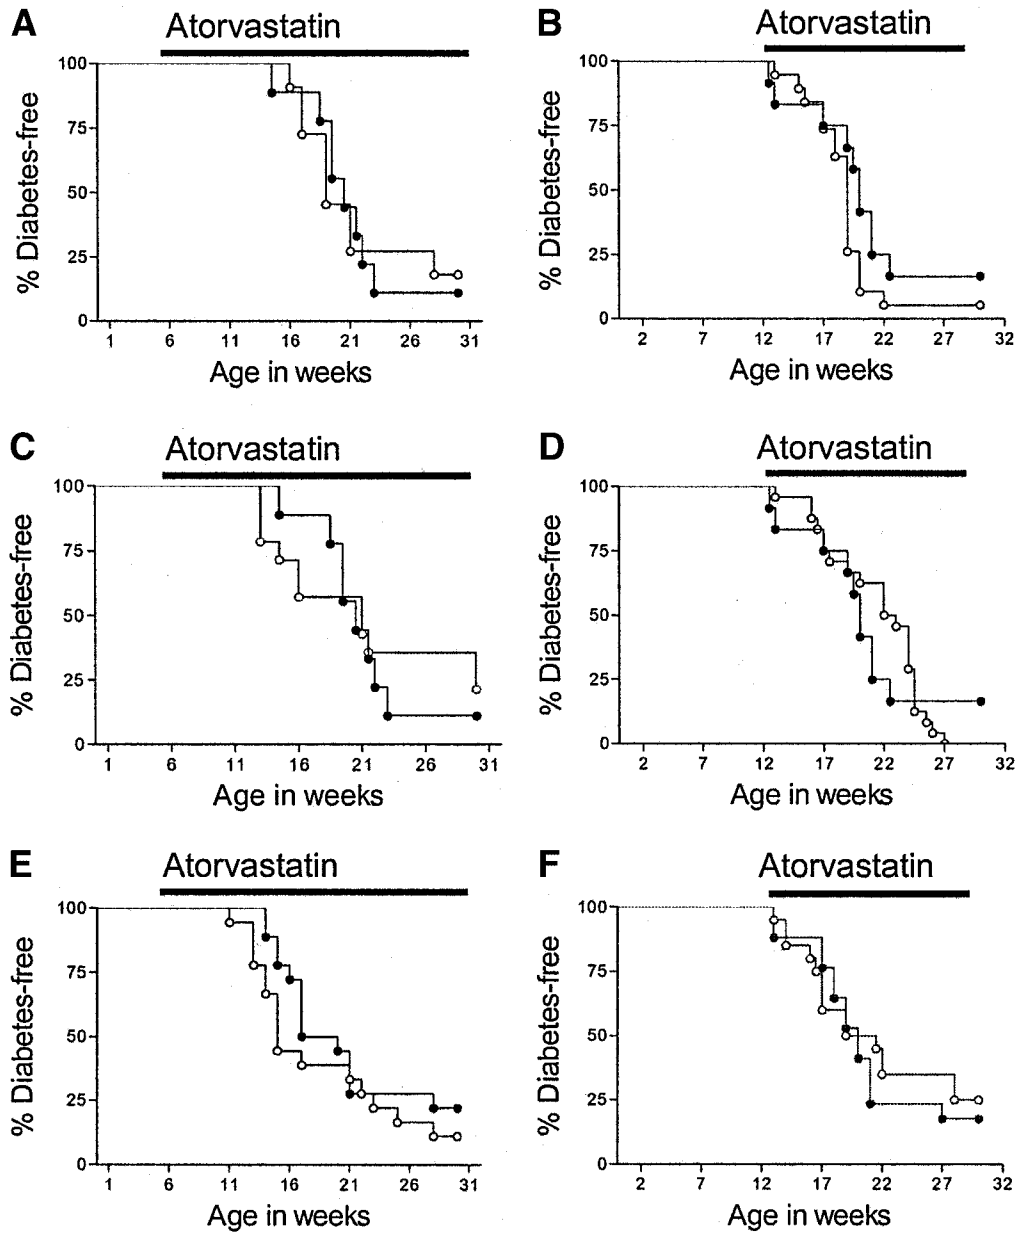 A Atorvastatin
100
75
50
25
0
% Diabetes-free
1 6 11 16 21 26 31
Age in weeks
B Atorvastatin
100
75
50
25
0
% Diabetes-free
2 7 12 17 22 27 32
Age in weeks
C Atorvastatin
100
75
50
25
0
% Diabetes-free
1 6 11 16 21 26 31
Age in weeks
D Atorvastatin
100
75
50
25
0
% Diabetes-free
2 7 12 17 22 27 32
Age in weeks
E Atorvastatin
100
75
50
25
0
% Diabetes-free
1 6 11 16 21 26 31
Age in weeks
F Atorvastatin
100
75
50
25
0
% Diabetes-free
2 7 12 17 22 27 32
Age in weeks